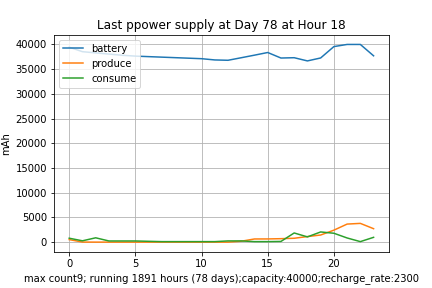 Last ppower supply at Day 78 at Hour 18
40000
35000
30000
25000
20000
15000
10000
5000
0
mAh
battery
produce
consume
0 5 10 15 20
max count9; running 1891 hours (78 days);capacity:40000;recharge_rate:2300